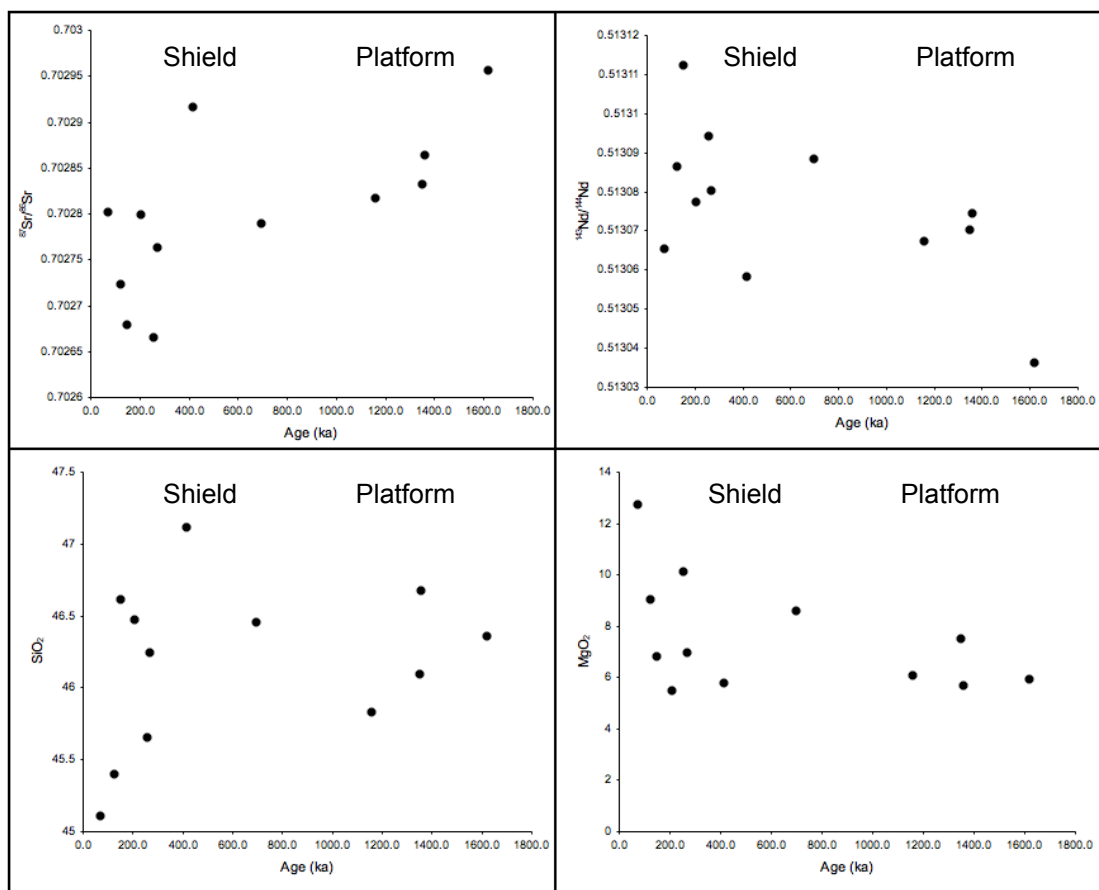 0.703
0.70295
0.7029
0.70285
0.7028
0.70275
0.7027
0.70265
0.7026
⁸⁷Sr/⁸⁶Sr
Shield Platform
0.0 200.0 400.0 600.0 800.0 1000.0 1200.0 1400.0 1600.0 1800.0
Age (ka)
0.51312
0.51311
0.5131
0.51309
0.51308
0.51307
0.51306
0.51305
0.51304
0.51303
¹⁴³Nd/¹⁴⁴Nd
Shield Platform
0.0 200.0 400.0 600.0 800.0 1000.0 1200.0 1400.0 1600.0 1800.0
Age (ka)
47.5
47
46.5
46
45.5
45
SiO₂
Shield Platform
0.0 200.0 400.0 600.0 800.0 1000.0 1200.0 1400.0 1600.0 1800.0
Age (ka)
14
12
10
8
6
4
2
0
MgO₂
Shield Platform
0.0 200.0 400.0 600.0 800.0 1000.0 1200.0 1400.0 1600.0 1800.0
Age (ka)